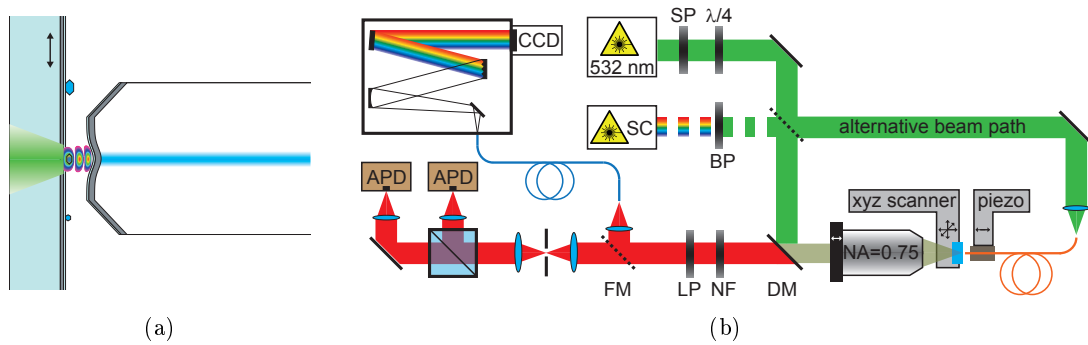 SP λ/4
CCD
532 nm
SC
alternative beam path
BP
APD APD
xyz scanner piezo
NA=0.75
FM LP NF DM
(a) (b)